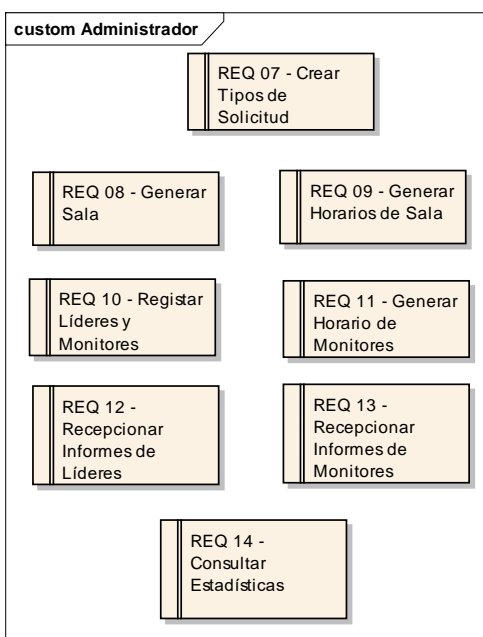 custom Administrador
REQ 07 - Crear
Tipos de
Solicitud
REQ 08 - Generar
Sala
REQ 09 - Generar
Horarios de Sala
REQ 10 - Registar
Líderes y
Monitores
REQ 11 - Generar
Horario de
Monitores
REQ 12 -
Recepcionar
Informes de
Líderes
REQ 13 -
Recepcionar
Informes de
Monitores
REQ 14 -
Consultar
Estadísticas